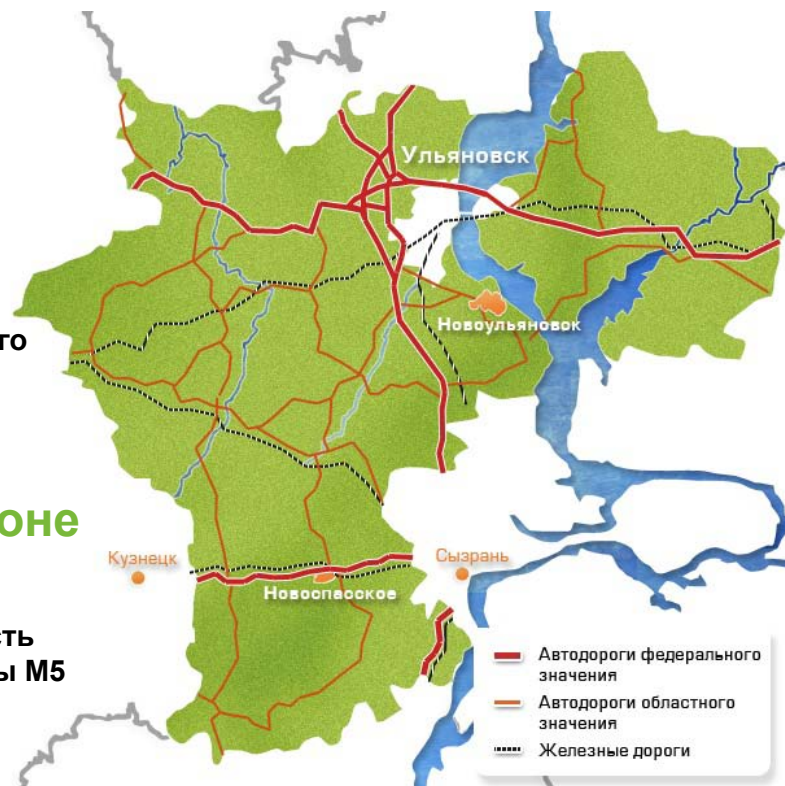 Ульяновск
го
Новоульяновск
оне
Кузнецк
Сызрань
Новоспасское
сть
ы М5
Автодороги федерального
значения
Автодороги областного
значения
Железные дороги